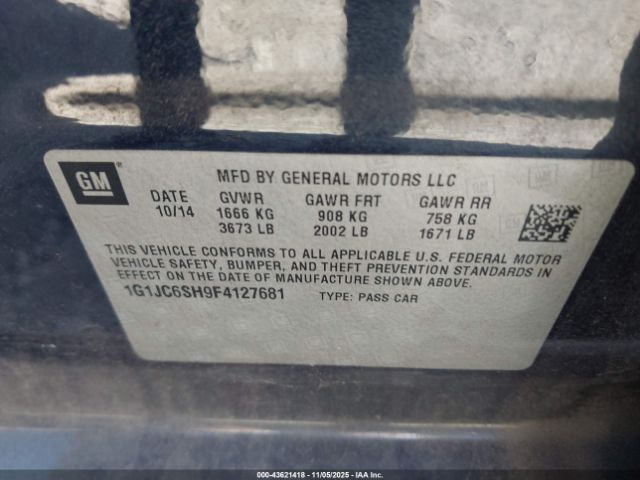 GM®
MFD BY GENERAL MOTORS LLC
DATE GVWR GAWR FRT GAWR RR
10/14 1666 KG 908 KG 758 KG
3673 LB 2002 LB 1671 LB
THIS VEHICLE CONFORMS TO ALL APPLICABLE U.S. FEDERAL MOTOR
VEHICLE SAFETY, BUMPER, AND THEFT PREVENTION STANDARDS IN
EFFECT ON THE DATE OF MANUFACTURE SHOWN ABOVE.
1G1JC6SH9F4127681 TYPE: PASS CAR
000-43621418 - 11/05/2025 - IAAI, Inc.